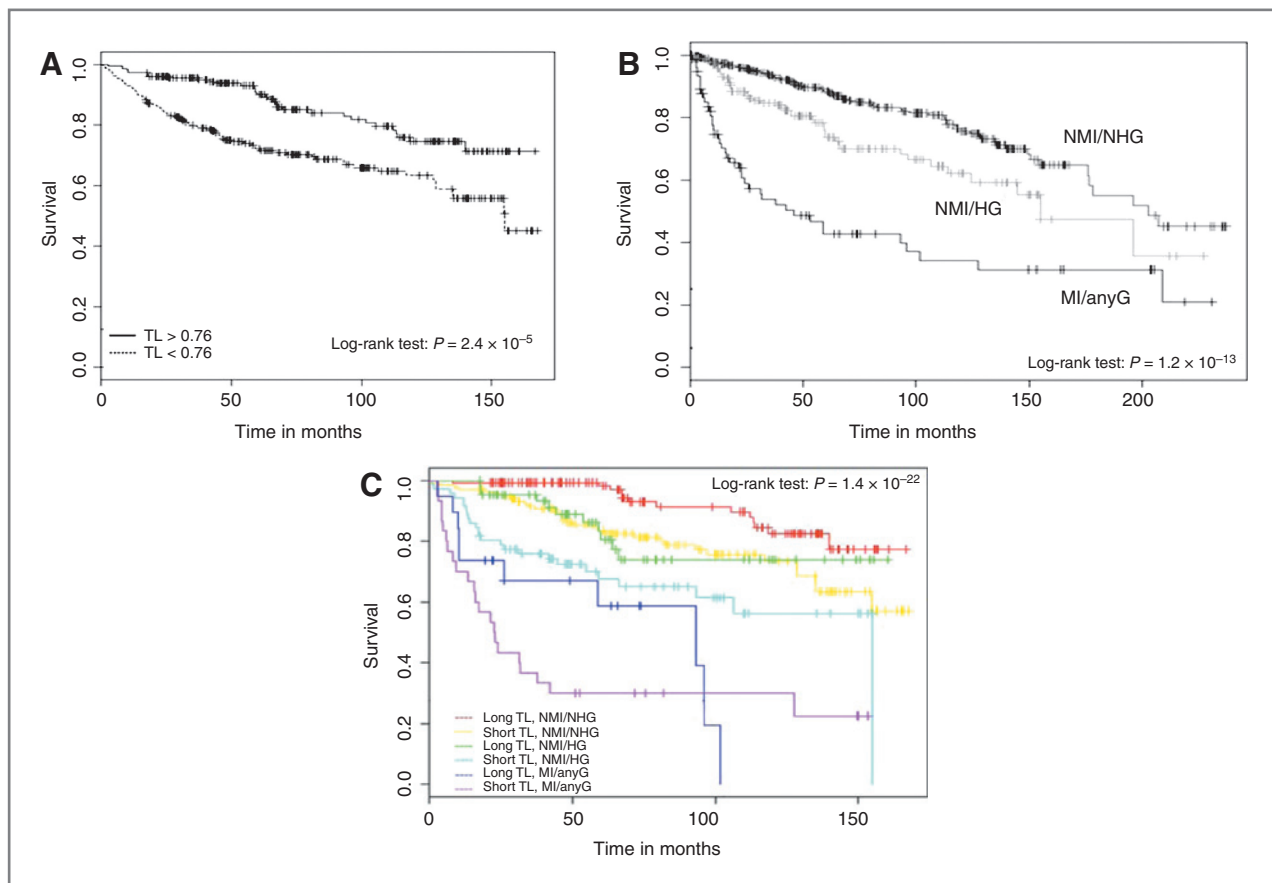 A
Survival
0.0 0.2 0.4 0.6 0.8 1.0
TL > 0.76
TL < 0.76
Log-rank test: P = 2.4 × 10⁻⁵
0 50 100 150
Time in months
B
Survival
0.0 0.2 0.4 0.6 0.8 1.0
NMI/NHG
NMI/HG
MI/anyG
Log-rank test: P = 1.2 × 10⁻¹³
0 50 100 150 200
Time in months
C
Survival
0.0 0.2 0.4 0.6 0.8 1.0
Log-rank test: P = 1.4 × 10⁻²²
Long TL, NMI/NHG
Short TL, NMI/NHG
Long TL, NMI/HG
Short TL, NMI/HG
Long TL, MI/anyG
Short TL, MI/anyG
0 50 100 150
Time in months